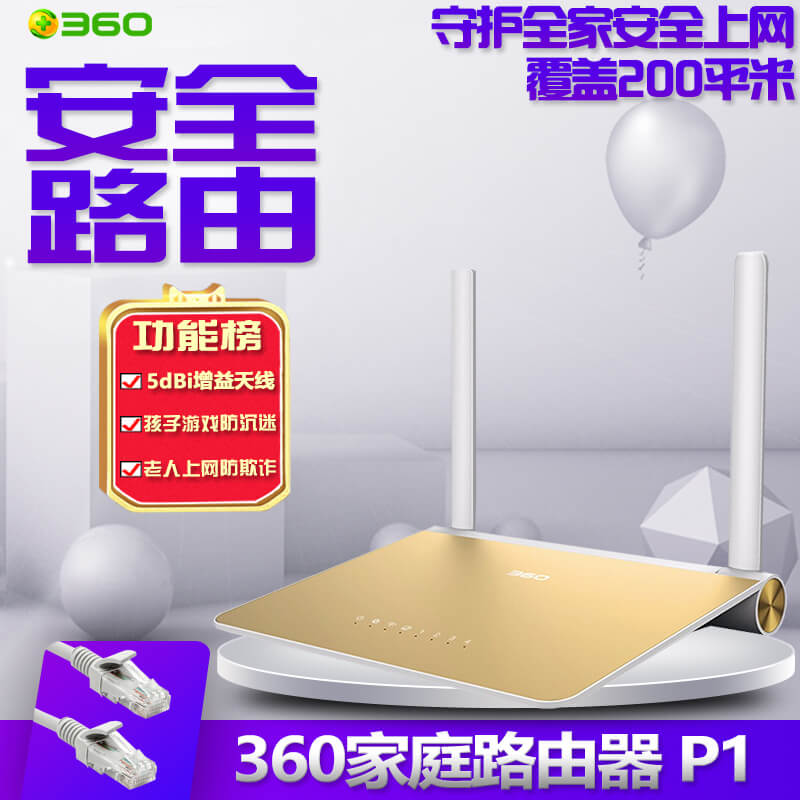 360
守护全家安全上网
覆盖200平米
安全
路由
功能榜
5dBi增益天线
孩子游戏防沉迷
老人上网防欺诈
360
360家庭路由器 P1